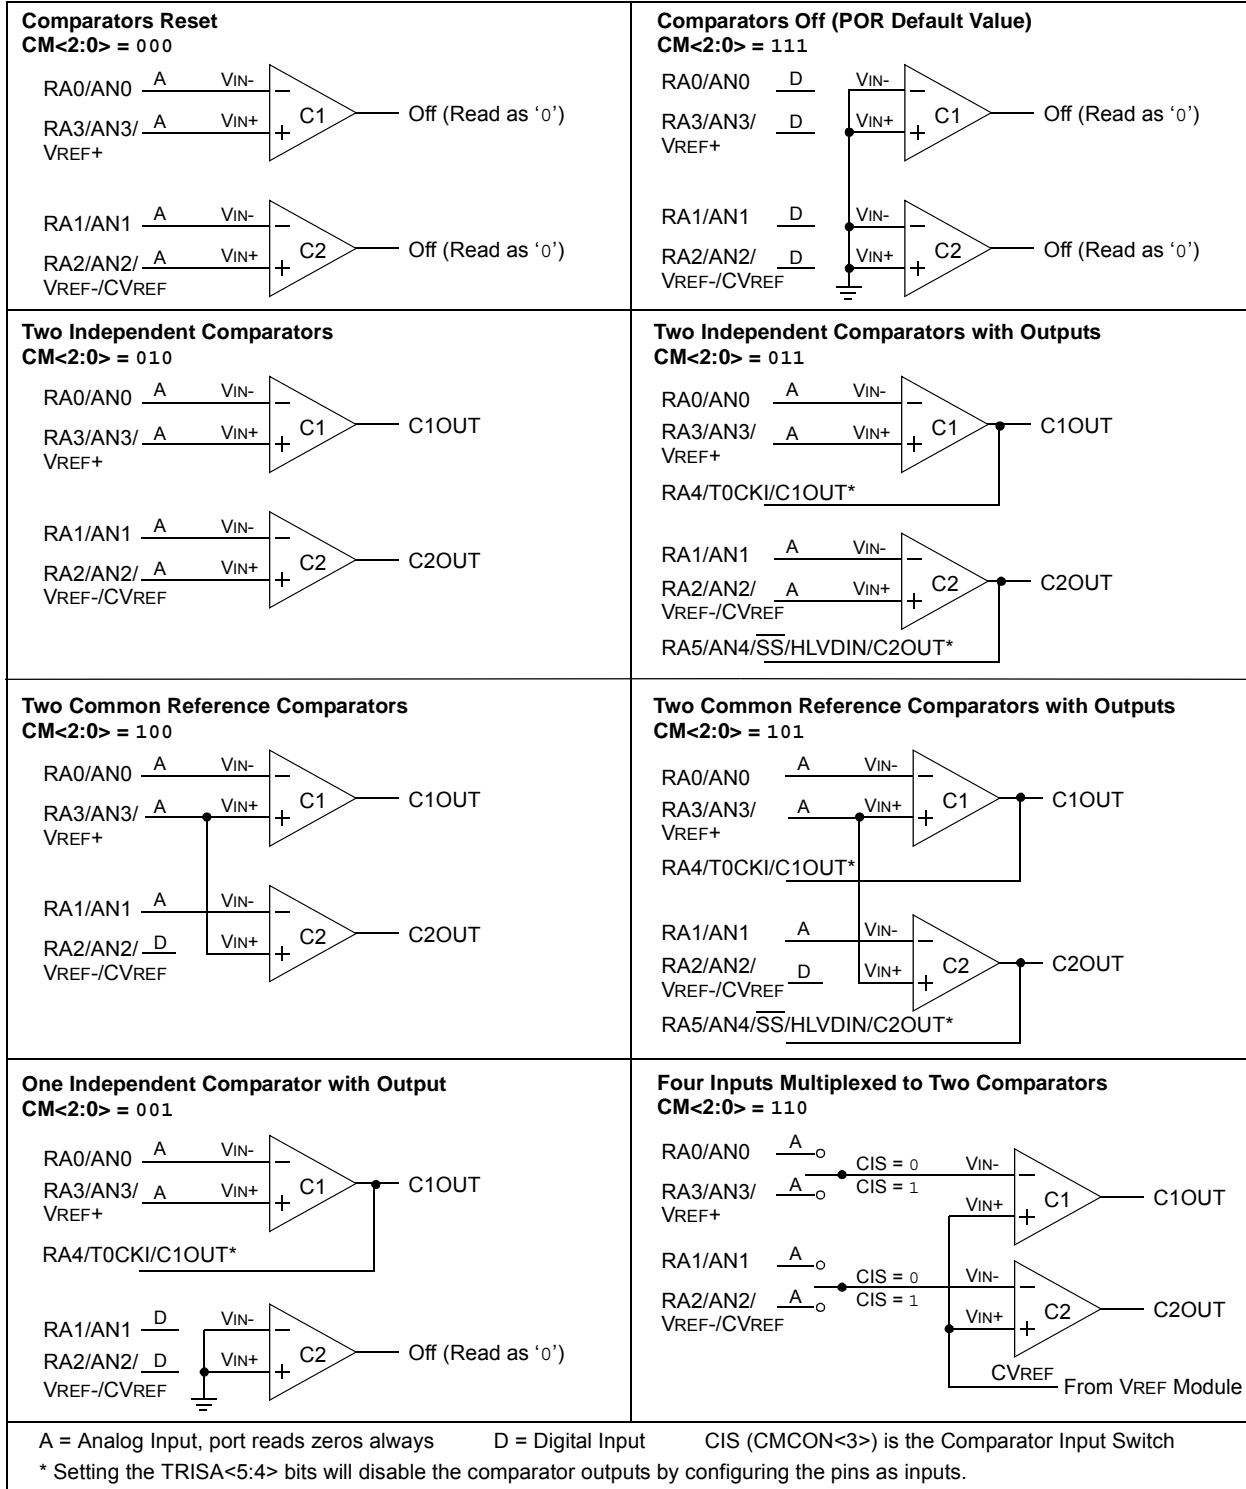 Comparators Reset
CM<2:0> = 000
RA0/AN0 A VIN-
C1 Off (Read as ‘0’)
RA3/AN3/ A VIN+
VREF+
RA1/AN1 A VIN-
C2 Off (Read as ‘0’)
RA2/AN2/ A VIN+
VREF-/CVREF
Comparators Off (POR Default Value)
CM<2:0> = 111
RA0/AN0 D VIN-
C1 Off (Read as ‘0’)
RA3/AN3/ D VIN+
VREF+
RA1/AN1 D VIN-
C2 Off (Read as ‘0’)
RA2/AN2/ D VIN+
VREF-/CVREF
Two Independent Comparators
CM<2:0> = 010
RA0/AN0 A VIN-
C1 C1OUT
RA3/AN3/ A VIN+
VREF+
RA1/AN1 A VIN-
C2 C2OUT
RA2/AN2/ A VIN+
VREF-/CVREF
Two Independent Comparators with Outputs
CM<2:0> = 011
RA0/AN0 A VIN-
C1 C1OUT
RA3/AN3/ A VIN+
VREF+
RA4/T0CKI/C1OUT*
RA1/AN1 A VIN-
C2 C2OUT
RA2/AN2/ A VIN+
VREF-/CVREF
RA5/AN4/SS/HLVDIN/C2OUT*
Two Common Reference Comparators
CM<2:0> = 100
RA0/AN0 A VIN-
C1 C1OUT
RA3/AN3/ A VIN+
VREF+
RA1/AN1 A VIN-
C2 C2OUT
RA2/AN2/ D VIN+
VREF-/CVREF
Two Common Reference Comparators with Outputs
CM<2:0> = 101
RA0/AN0 A VIN-
C1 C1OUT
RA3/AN3/ A VIN+
VREF+
RA4/T0CKI/C1OUT*
RA1/AN1 A VIN-
C2 C2OUT
RA2/AN2/ D VIN+
VREF-/CVREF
RA5/AN4/SS/HLVDIN/C2OUT*
One Independent Comparator with Output
CM<2:0> = 001
RA0/AN0 A VIN-
C1 C1OUT
RA3/AN3/ A VIN+
VREF+
RA4/T0CKI/C1OUT*
RA1/AN1 D VIN-
C2 Off (Read as ‘0’)
RA2/AN2/ D VIN+
VREF-/CVREF
Four Inputs Multiplexed to Two Comparators
CM<2:0> = 110
RA0/AN0 A
CIS = 0 VIN-
RA3/AN3/ A CIS = 1
VREF+ VIN+ C1 C1OUT
RA1/AN1 A
CIS = 0 VIN-
RA2/AN2/ A CIS = 1
VREF-/CVREF VIN+ C2 C2OUT
CVREF
From VREF Module
A = Analog Input, port reads zeros always D = Digital Input CIS (CMCON<3>) is the Comparator Input Switch
* Setting the TRISA<5:4> bits will disable the comparator outputs by configuring the pins as inputs.